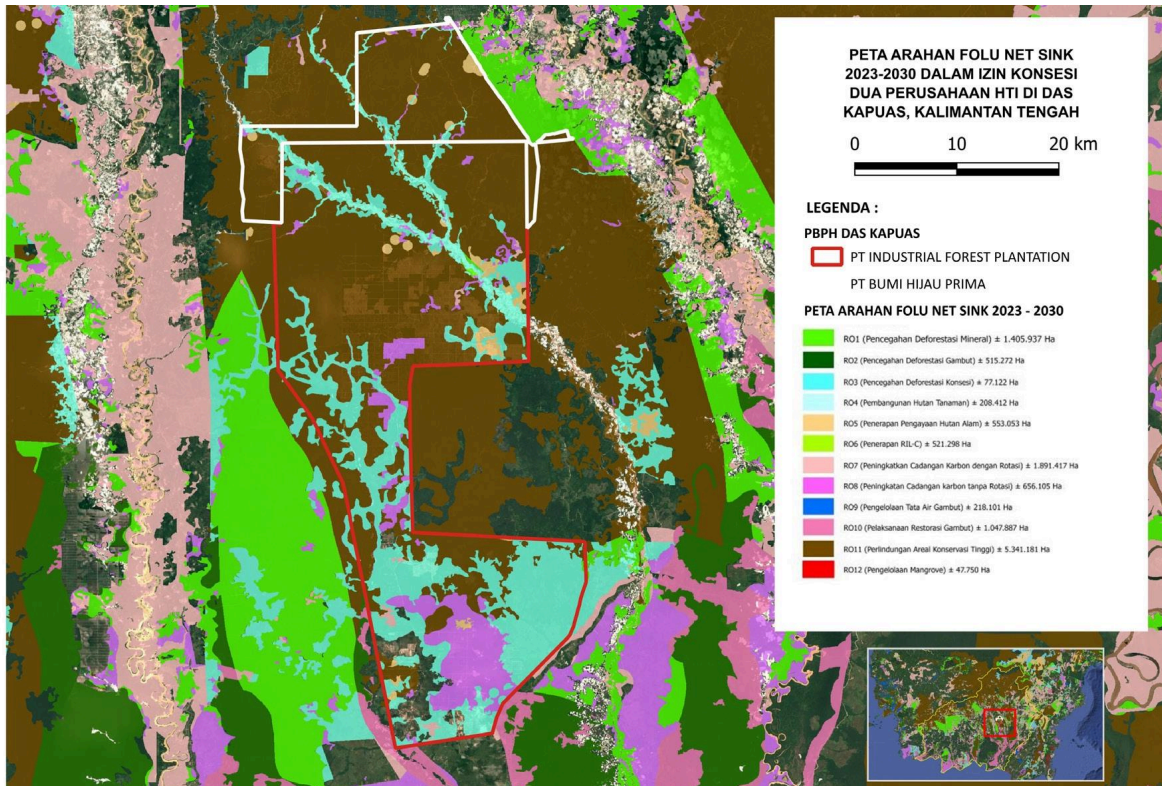 PETA ARAHAN FOLU NET SINK
2023-2030 DALAM IZIN KONSESI
DUA PERUSAHAAN HTI DI DAS
KAPUAS, KALIMANTAN TENGAH
0 10 20 km
LEGENDA :
PBPH DAS KAPUAS
PT INDUSTRIAL FOREST PLANTATION
PT BUMI HIJAU PRIMA
PETA ARAHAN FOLU NET SINK 2023 - 2030
RO1 (Pencegahan Deforestasi Mineral) ± 1.405.937 Ha
RO2 (Pencegahan Deforestasi Gambut) ± 515.272 Ha
RO3 (Pencegahan Deforestasi Konsesi) ± 77.122 Ha
RO4 (Pembangunan Hutan Tanaman) ± 208.412 Ha
RO5 (Penerapan Pengayaan Hutan Alam) ± 553.053 Ha
RO6 (Penerapan RIL-C) ± 521.298 Ha
RO7 (Peningkatkan Cadangan Karbon dengan Rotasi) ± 1.891.417 Ha
RO8 (Peningkatan Cadangan karbon tanpa Rotasi) ± 656.105 Ha
RO9 (Pengelolaan Tata Air Gambut) ± 218.101 Ha
RO10 (Pelaksanaan Restorasi Gambut) ± 1.047.887 Ha
RO11 (Perlindungan Areal Konservasi Tinggi) ± 5.341.181 Ha
RO12 (Pengelolaan Mangrove) ± 47.750 Ha